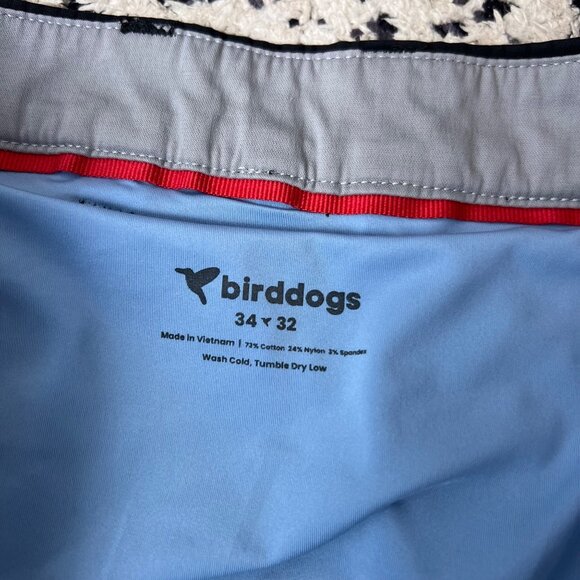 birddogs
34 32
Made in Vietnam | 73% Cotton 24% Nylon 3% Spandex
Wash Cold, Tumble Dry Low